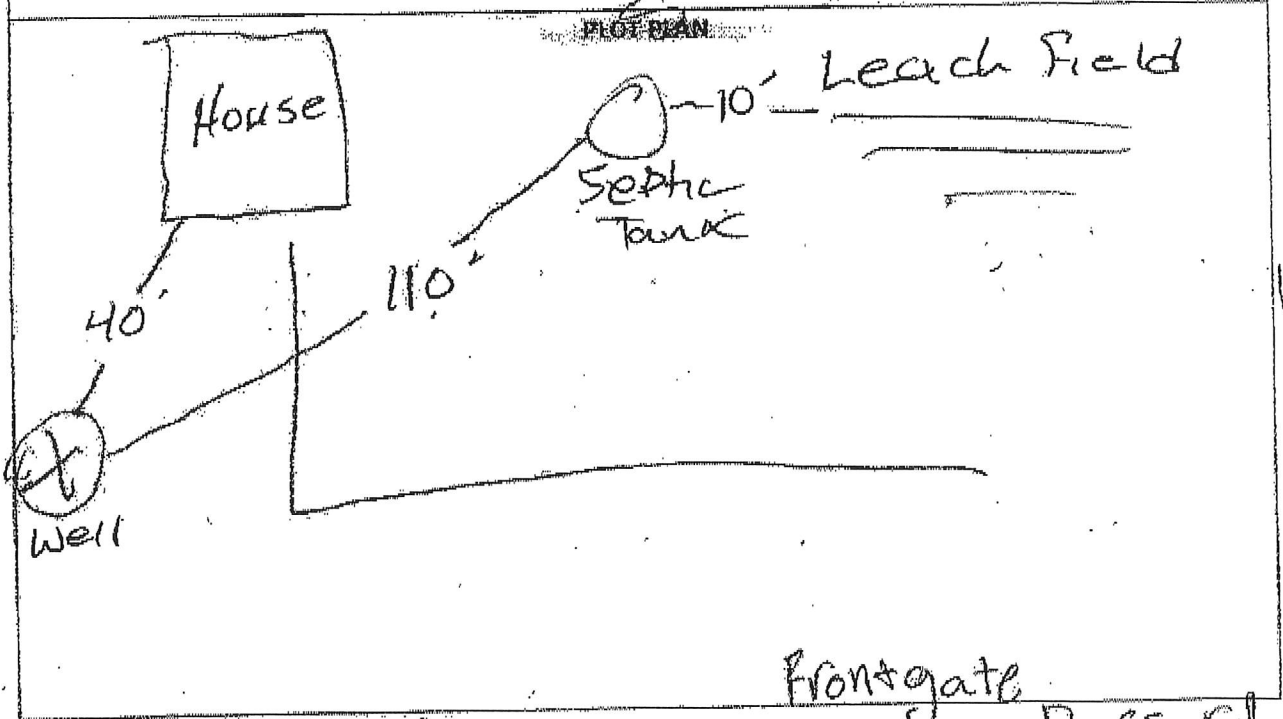 PLOT PLAN
House
10'
Leach Field
Septic
Tank
110'
40'
Well
Frontgate